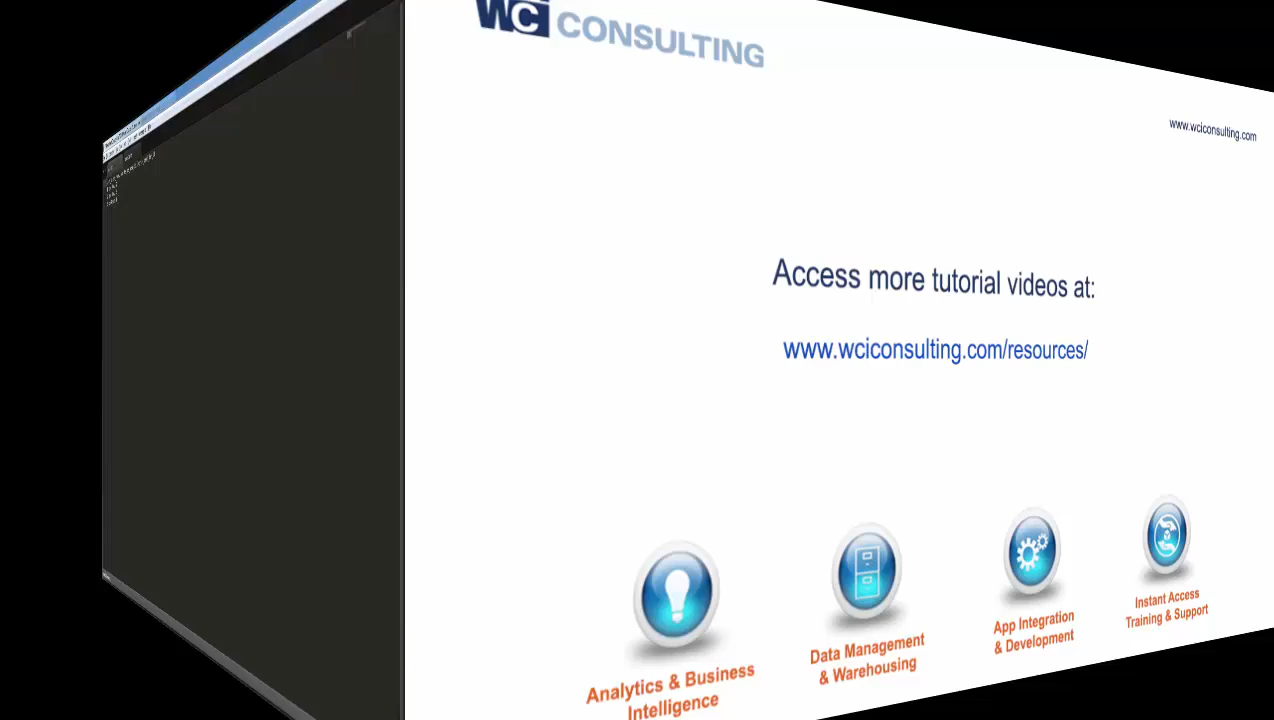 WCI CONSULTING
www.wciconsulting.com
Access more tutorial videos at:
www.wciconsulting.com/resources/
Analytics & Business
Intelligence
Data Management
& Warehousing
App Integration
& Development
Instant Access
Training & Support